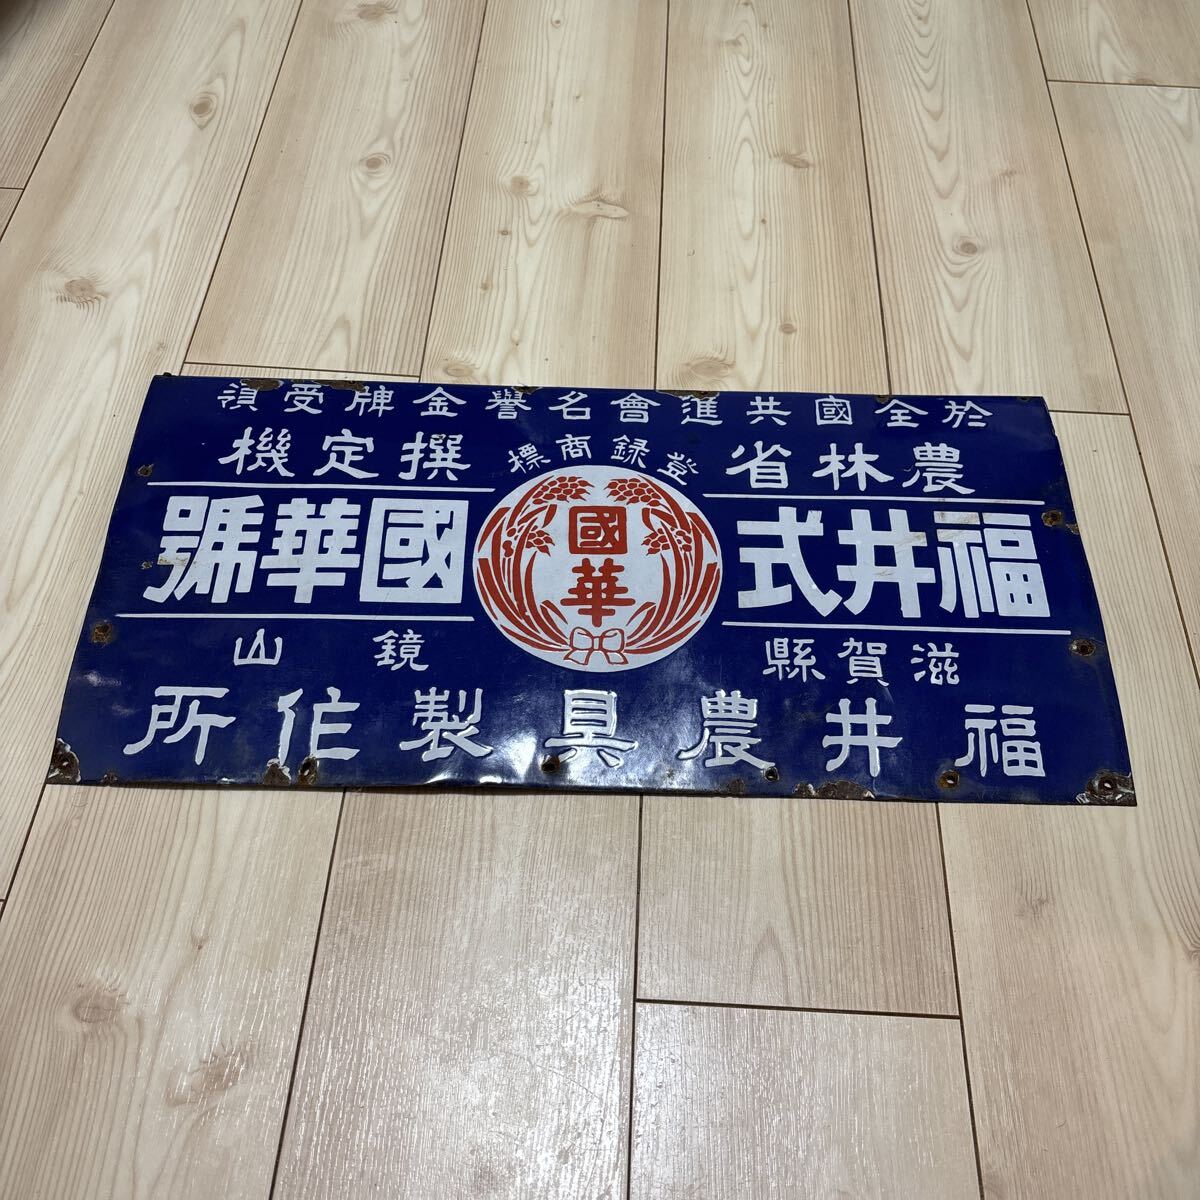 於全國共進會名譽金牌受領
農林省
登録商標
撰定機
福井式
國華
國華號
滋賀縣
鏡山
福井農具製作所